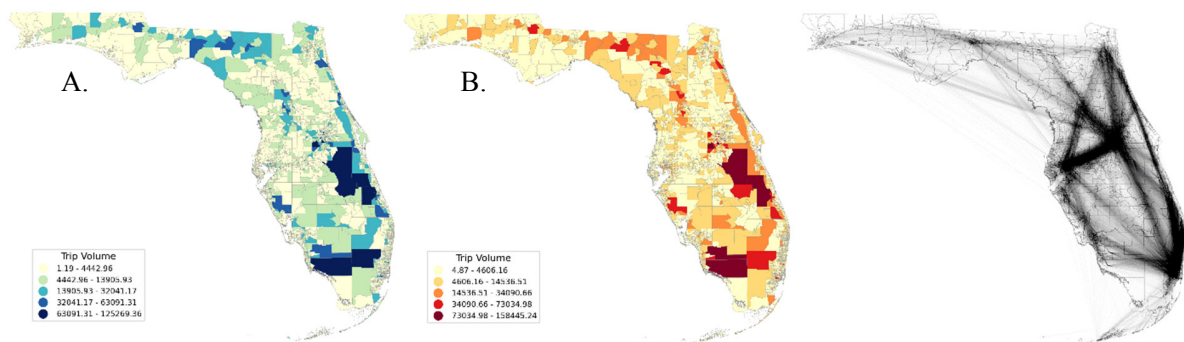 A.
B.
Trip Volume
1.19 - 4442.96
4442.96 - 13905.93
13905.93 - 32041.17
32041.17 - 63091.31
63091.31 - 125269.36
Trip Volume
4.87 - 4606.16
4606.16 - 14536.51
14536.51 - 34090.66
34090.66 - 73034.98
73034.98 - 158445.24